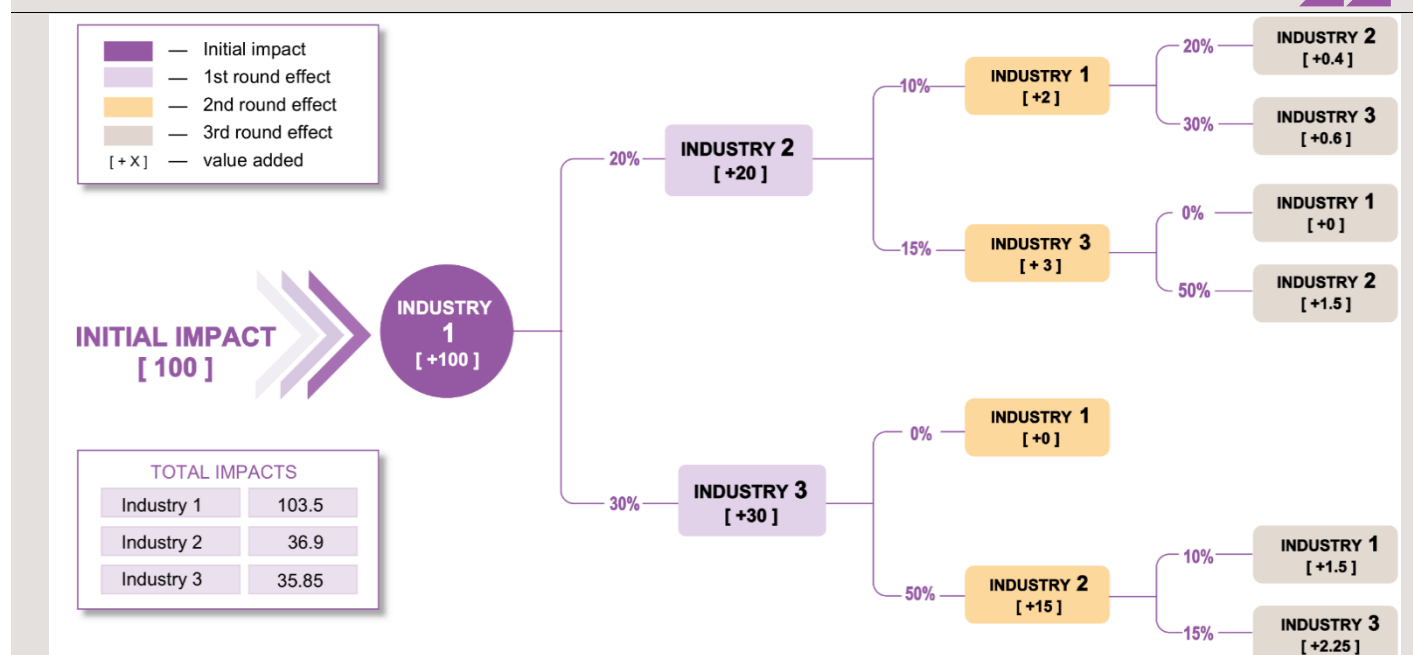 — Initial impact
— 1st round effect
— 2nd round effect
— 3rd round effect
[ + X ] — value added
INITIAL IMPACT
[ 100 ]
INDUSTRY
1
[ +100 ]
20%
INDUSTRY 2
[ +20 ]
10%
INDUSTRY 1
[ +2 ]
20%
INDUSTRY 2
[ +0.4 ]
30%
INDUSTRY 3
[ +0.6 ]
15%
INDUSTRY 3
[ + 3 ]
0%
INDUSTRY 1
[ +0 ]
50%
INDUSTRY 2
[ +1.5 ]
30%
INDUSTRY 3
[ +30 ]
0%
INDUSTRY 1
[ +0 ]
50%
INDUSTRY 2
[ +15 ]
10%
INDUSTRY 1
[ +1.5 ]
15%
INDUSTRY 3
[ +2.25 ]
TOTAL IMPACTS
Industry 1 103.5
Industry 2 36.9
Industry 3 35.85